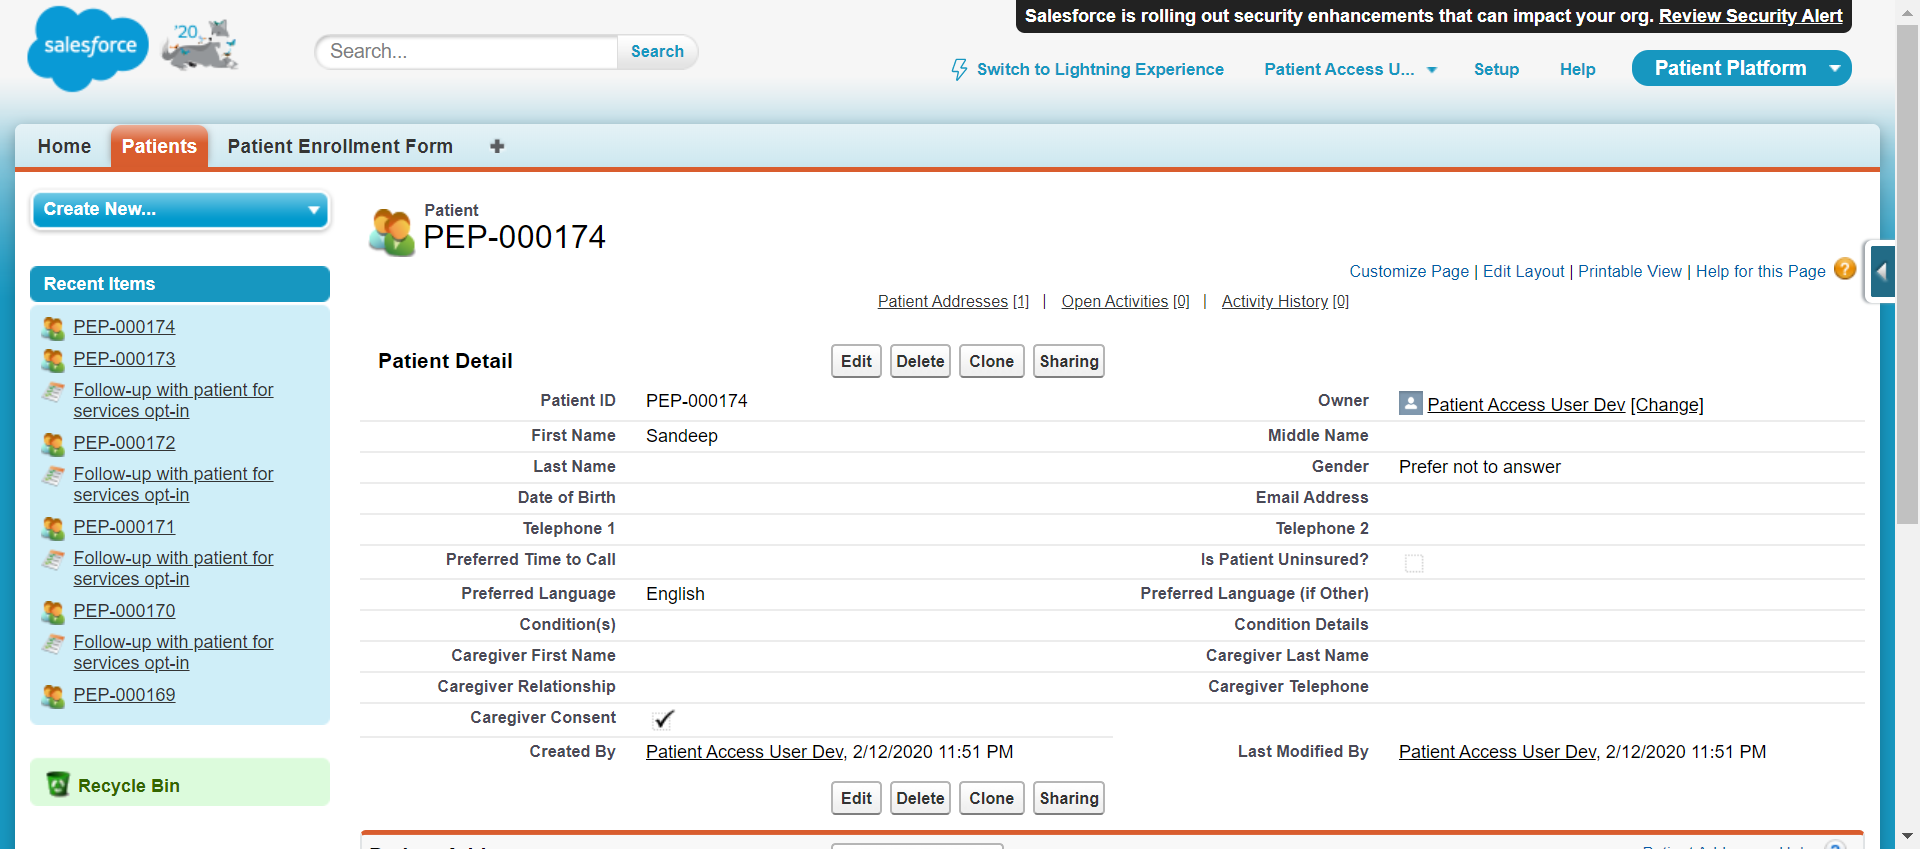 Salesforce is rolling out security enhancements that can impact your org. Review Security Alert
salesforce
'20
Search...
Search
Switch to Lightning Experience
Patient Access U...
Setup
Help
Patient Platform
Home
Patients
Patient Enrollment Form
Create New...
Recent Items
PEP-000174
PEP-000173
Follow-up with patient for
services opt-in
PEP-000172
Follow-up with patient for
services opt-in
PEP-000171
Follow-up with patient for
services opt-in
PEP-000170
Follow-up with patient for
services opt-in
PEP-000169
Recycle Bin
Patient
PEP-000174
Customize Page | Edit Layout | Printable View | Help for this Page ?
Patient Addresses [1] | Open Activities [0] | Activity History [0]
Patient Detail
Edit Delete Clone Sharing
Patient ID PEP-000174 Owner Patient Access User Dev [Change]
First Name Sandeep Middle Name
Last Name Gender Prefer not to answer
Date of Birth Email Address
Telephone 1 Telephone 2
Preferred Time to Call Is Patient Uninsured?
Preferred Language English Preferred Language (if Other)
Condition(s) Condition Details
Caregiver First Name Caregiver Last Name
Caregiver Relationship Caregiver Telephone
Caregiver Consent
Created By Patient Access User Dev, 2/12/2020 11:51 PM Last Modified By Patient Access User Dev, 2/12/2020 11:51 PM
Edit Delete Clone Sharing